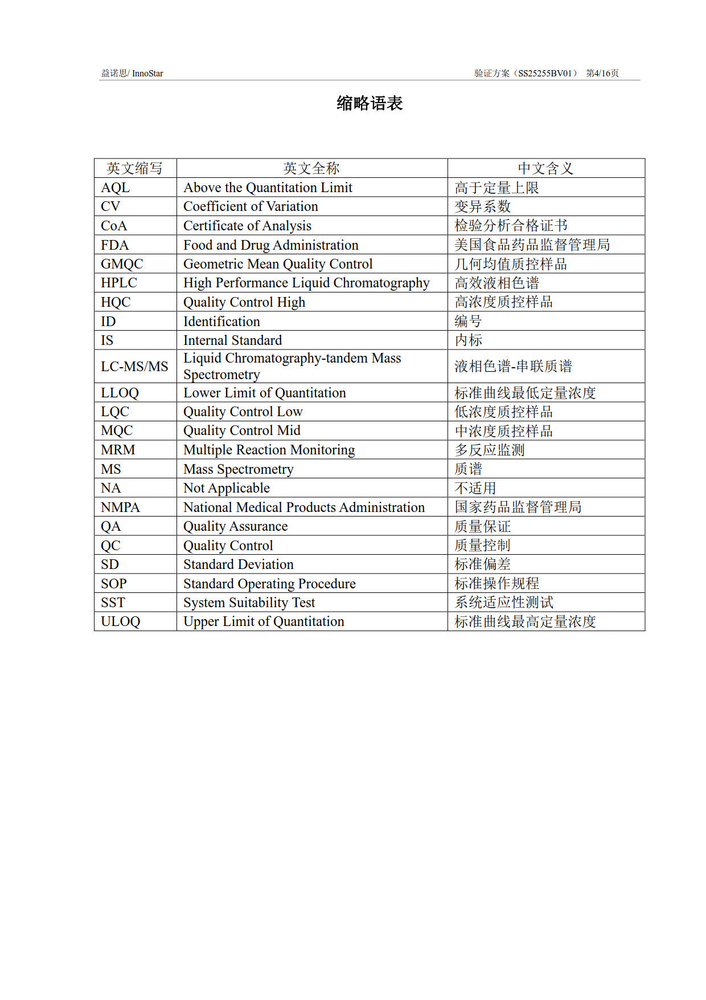 益诺思/ InnoStar 验证方案（SS25255BV01） 第4/16页
缩略语表
英文缩写 英文全称 中文含义
AQL Above the Quantitation Limit 高于定量上限
CV Coefficient of Variation 变异系数
CoA Certificate of Analysis 检验分析合格证书
FDA Food and Drug Administration 美国食品药品监督管理局
GMQC Geometric Mean Quality Control 几何均值质控样品
HPLC High Performance Liquid Chromatography 高效液相色谱
HQC Quality Control High 高浓度质控样品
ID Identification 编号
IS Internal Standard 内标
LC-MS/MS Liquid Chromatography-tandem Mass
Spectrometry 液相色谱-串联质谱
LLOQ Lower Limit of Quantitation 标准曲线最低定量浓度
LQC Quality Control Low 低浓度质控样品
MQC Quality Control Mid 中浓度质控样品
MRM Multiple Reaction Monitoring 多反应监测
MS Mass Spectrometry 质谱
NA Not Applicable 不适用
NMPA National Medical Products Administration 国家药品监督管理局
QA Quality Assurance 质量保证
QC Quality Control 质量控制
SD Standard Deviation 标准偏差
SOP Standard Operating Procedure 标准操作规程
SST System Suitability Test 系统适应性测试
ULOQ Upper Limit of Quantitation 标准曲线最高定量浓度